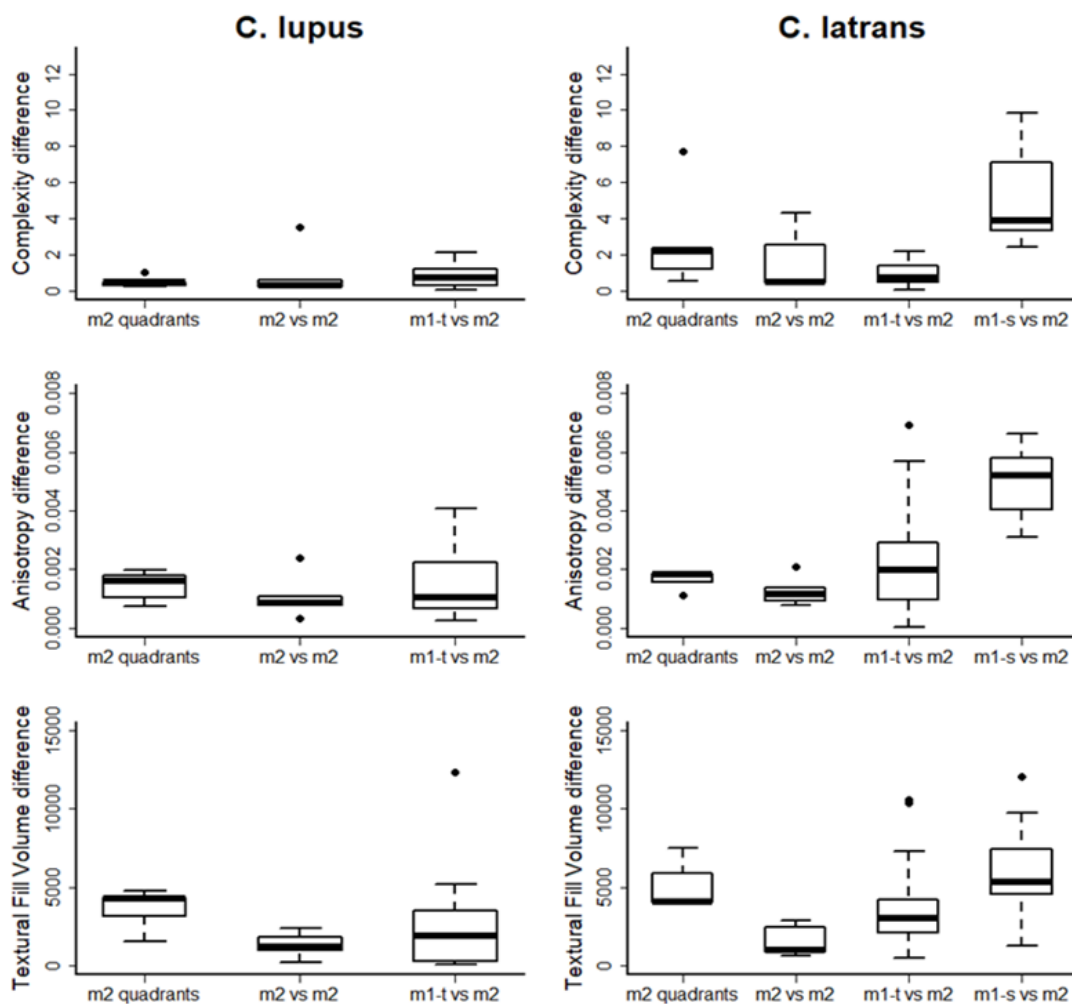 C. lupus
C. latrans
Complexity difference
12
10
8
6
4
2
0
m2 quadrants m2 vs m2 m1-t vs m2
Complexity difference
12
10
8
6
4
2
0
m2 quadrants m2 vs m2 m1-t vs m2 m1-s vs m2
Anisotropy difference
0.008
0.006
0.004
0.002
0.000
m2 quadrants m2 vs m2 m1-t vs m2
Anisotropy difference
0.008
0.006
0.004
0.002
0.000
m2 quadrants m2 vs m2 m1-t vs m2 m1-s vs m2
Textural Fill Volume difference
15000
10000
5000
0
m2 quadrants m2 vs m2 m1-t vs m2
Textural Fill Volume difference
15000
10000
5000
0
m2 quadrants m2 vs m2 m1-t vs m2 m1-s vs m2